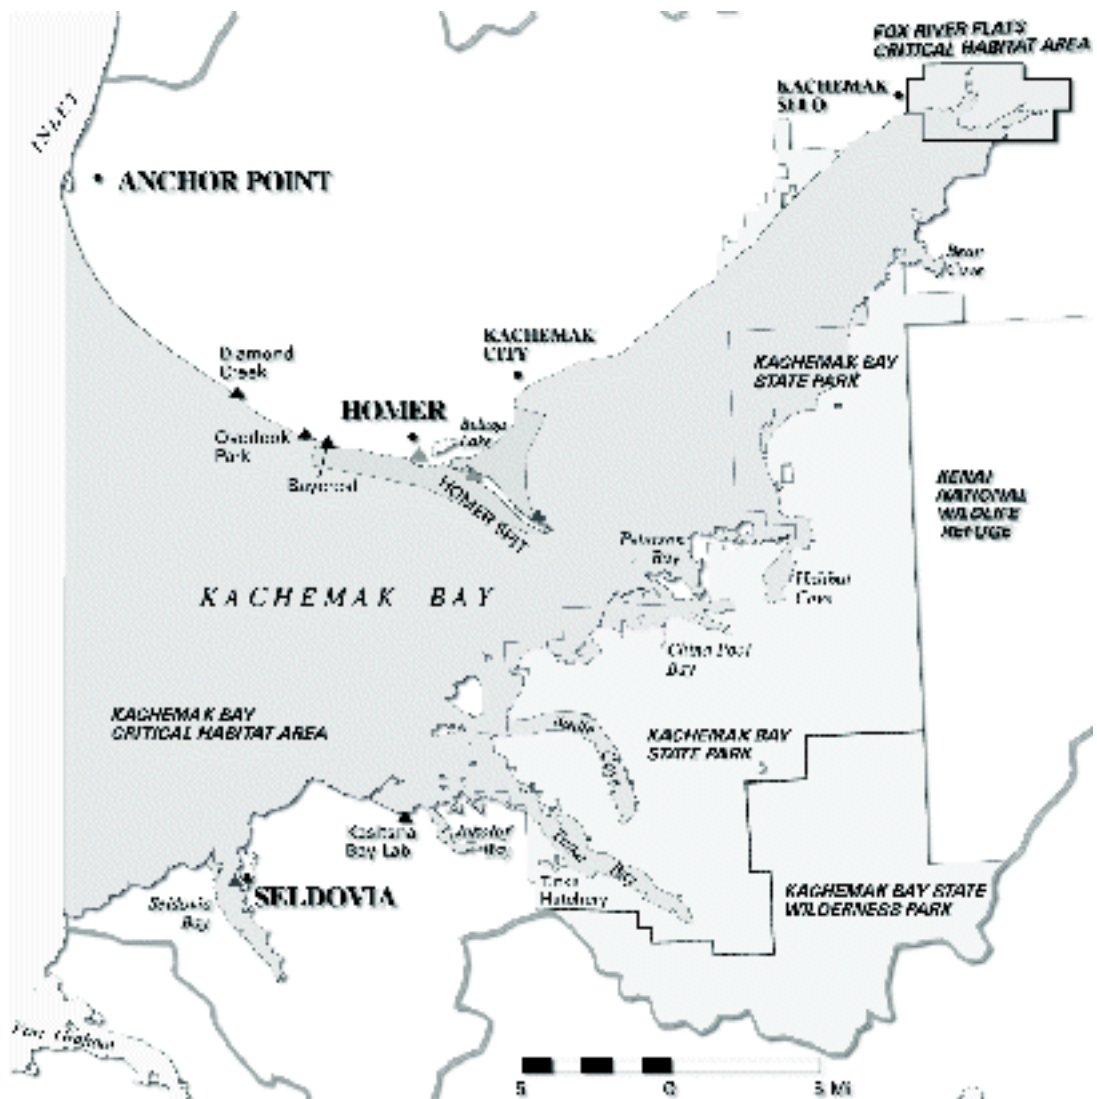 FOX RIVER FLATS
CRITICAL HABITAT AREA
KACHEMAK
SELO
INLET
ANCHOR POINT
Bear
Cove
KACHEMAK
CITY
Diamond
Creek
KACHEMAK BAY
STATE PARK
HOMER
Beluga
Lake
Overlook
Park
Baycrest
HOMER SPIT
KENAI
NATIONAL
WILDLIFE
REFUGE
Peterson
Bay
Halibut
Cove
KACHEMAK BAY
China Poot
Bay
KACHEMAK BAY
CRITICAL HABITAT AREA
KACHEMAK BAY
STATE PARK
Cove
Kasitsna
Bay Lab
Bay
Tutka
Bay
Tutka
Hatchery
SELDOVIA
Seldovia
Bay
KACHEMAK BAY STATE
WILDERNESS PARK
Port Graham
5 0 5 Mi